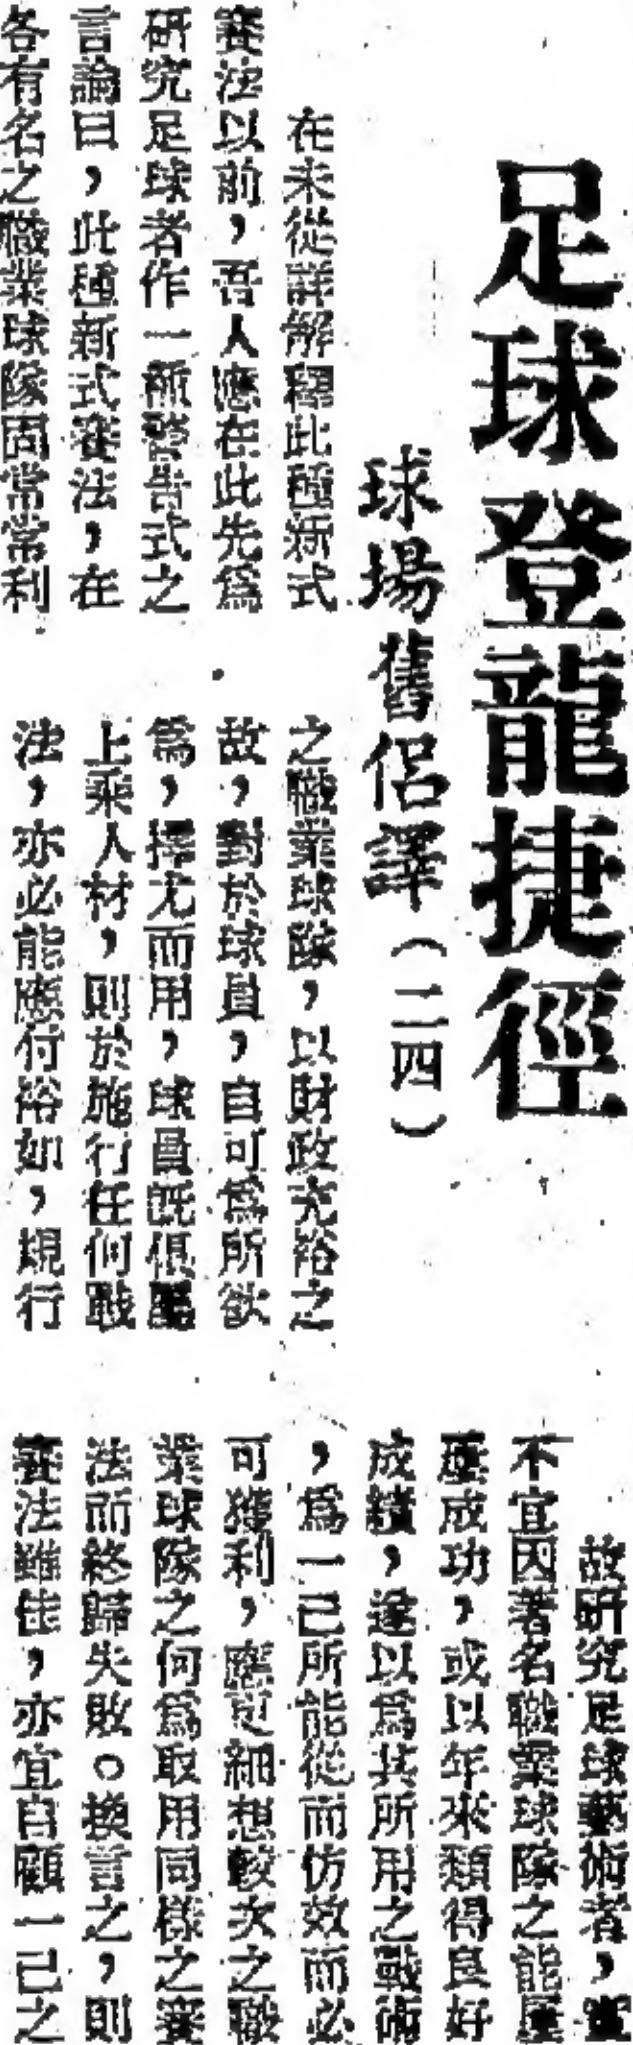 足球登龍捷徑
球場舊侶譯（二四）
在未從詳解釋此種新式
賽法以前，吾人應在此先爲
研究足球者作一新警告式之
言論曰，此種新式賽法，在
各有名之職業球隊固常常利
之職業球隊，以財政充裕之
故，對於球員，自可爲所欲
爲，擇尤而用，球員既俱屬
上乘人材，則於施行任何戰
法，亦必能應付裕如，規行
故研究足球藝術者，實
不宜因著名職業球隊之能屢
屢成功，或以年來頻得良好
成績，遂以爲其所用之戰術
，爲一己所能從而仿效而必
可獲利，應更細想較次之職
業球隊之何爲取用同樣之賽
法而終歸失敗。換言之，則
賽法雖佳，亦宜自顧一己之